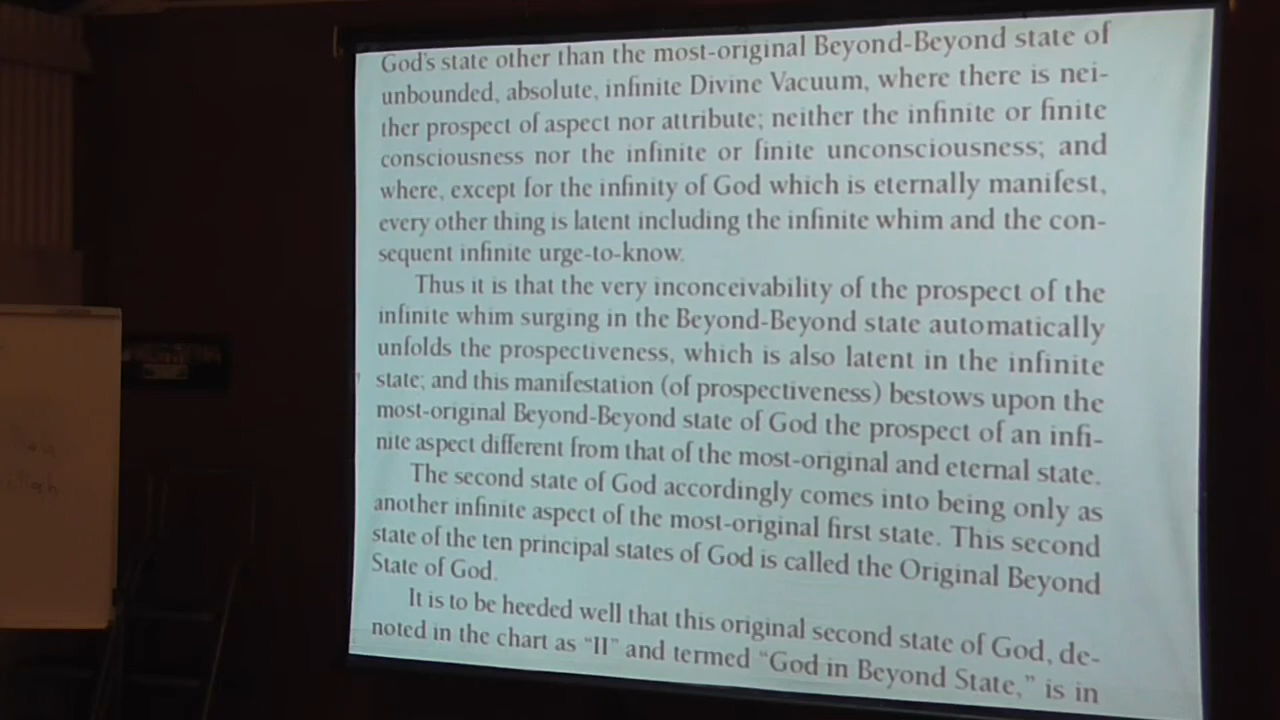 God's state other than the most-original Beyond-Beyond state of
unbounded, absolute, infinite Divine Vacuum, where there is nei-
ther prospect of aspect nor attribute; neither the infinite or finite
consciousness nor the infinite or finite unconsciousness; and
where, except for the infinity of God which is eternally manifest,
every other thing is latent including the infinite whim and the con-
sequent infinite urge-to-know.
Thus it is that the very inconceivability of the prospect of the
infinite whim surging in the Beyond-Beyond state automatically
unfolds the prospectiveness, which is also latent in the infinite
state; and this manifestation (of prospectiveness) bestows upon the
most-original Beyond-Beyond state of God the prospect of an infi-
nite aspect different from that of the most-original and eternal state.
The second state of God accordingly comes into being only as
another infinite aspect of the most-original first state. This second
state of the ten principal states of God is called the Original Beyond
State of God.
It is to be heeded well that this original second state of God, de-
noted in the chart as “II” and termed “God in Beyond State,” is in